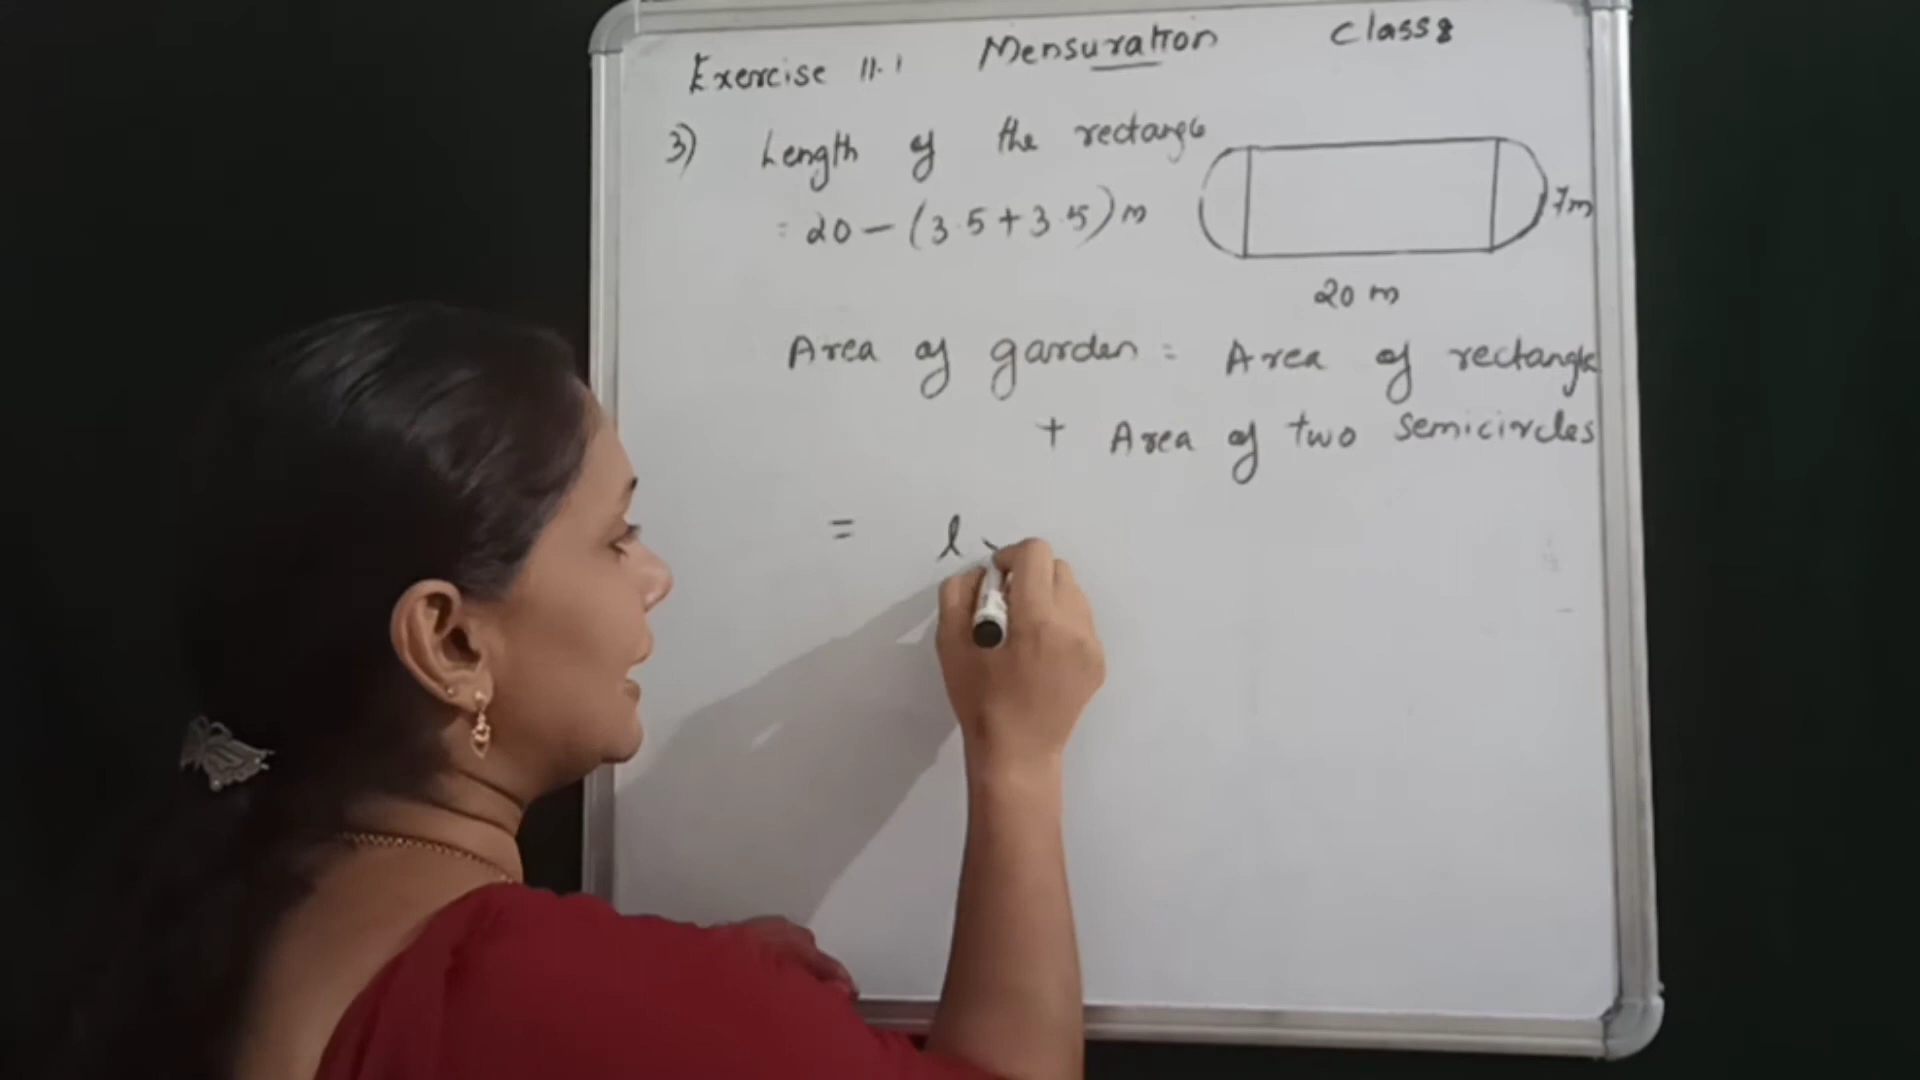 Exercise 11.1 Mensuration Class 8
3) Length of the rectangle
= 20 - (3.5 + 3.5) m
7m
20 m
Area of garden = Area of rectangle
+ Area of two semicircles
= l ×